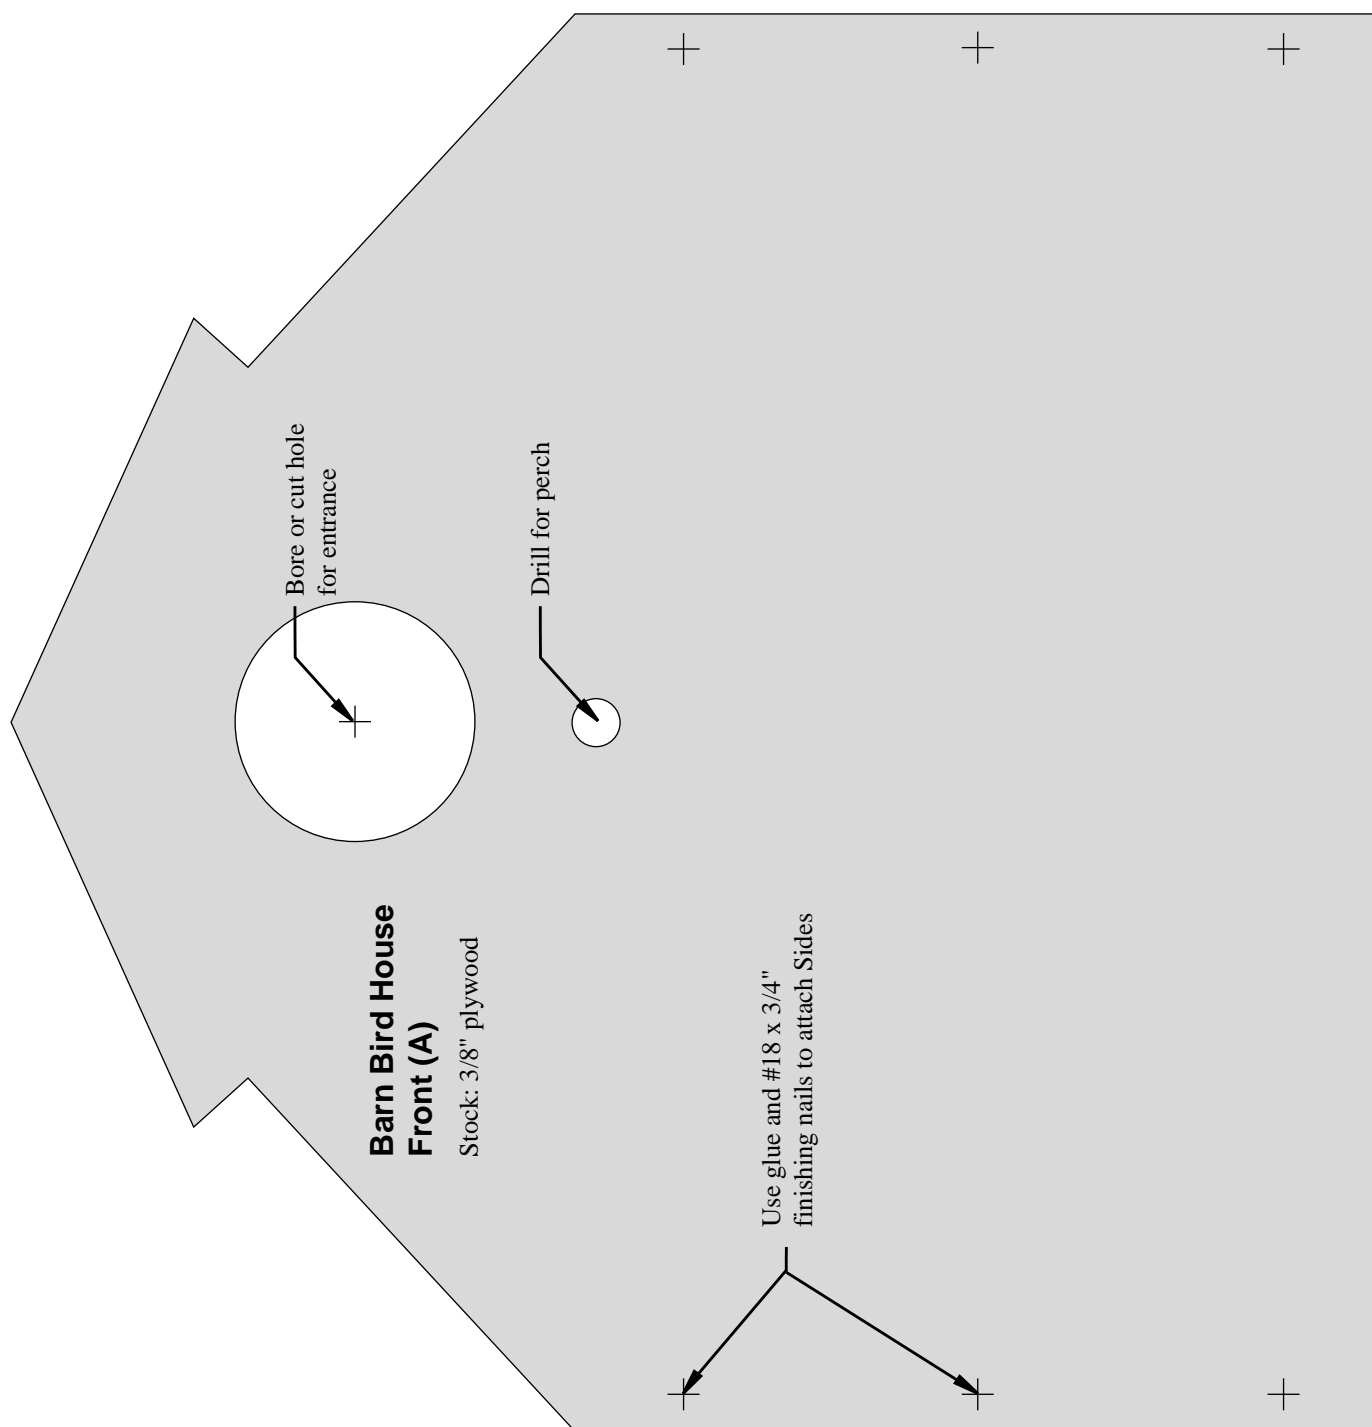 Barn Bird House
Front (A)
Stock: 3/8" plywood
Bore or cut hole
for entrance
Drill for perch
Use glue and #18 x 3/4"
finishing nails to attach Sides